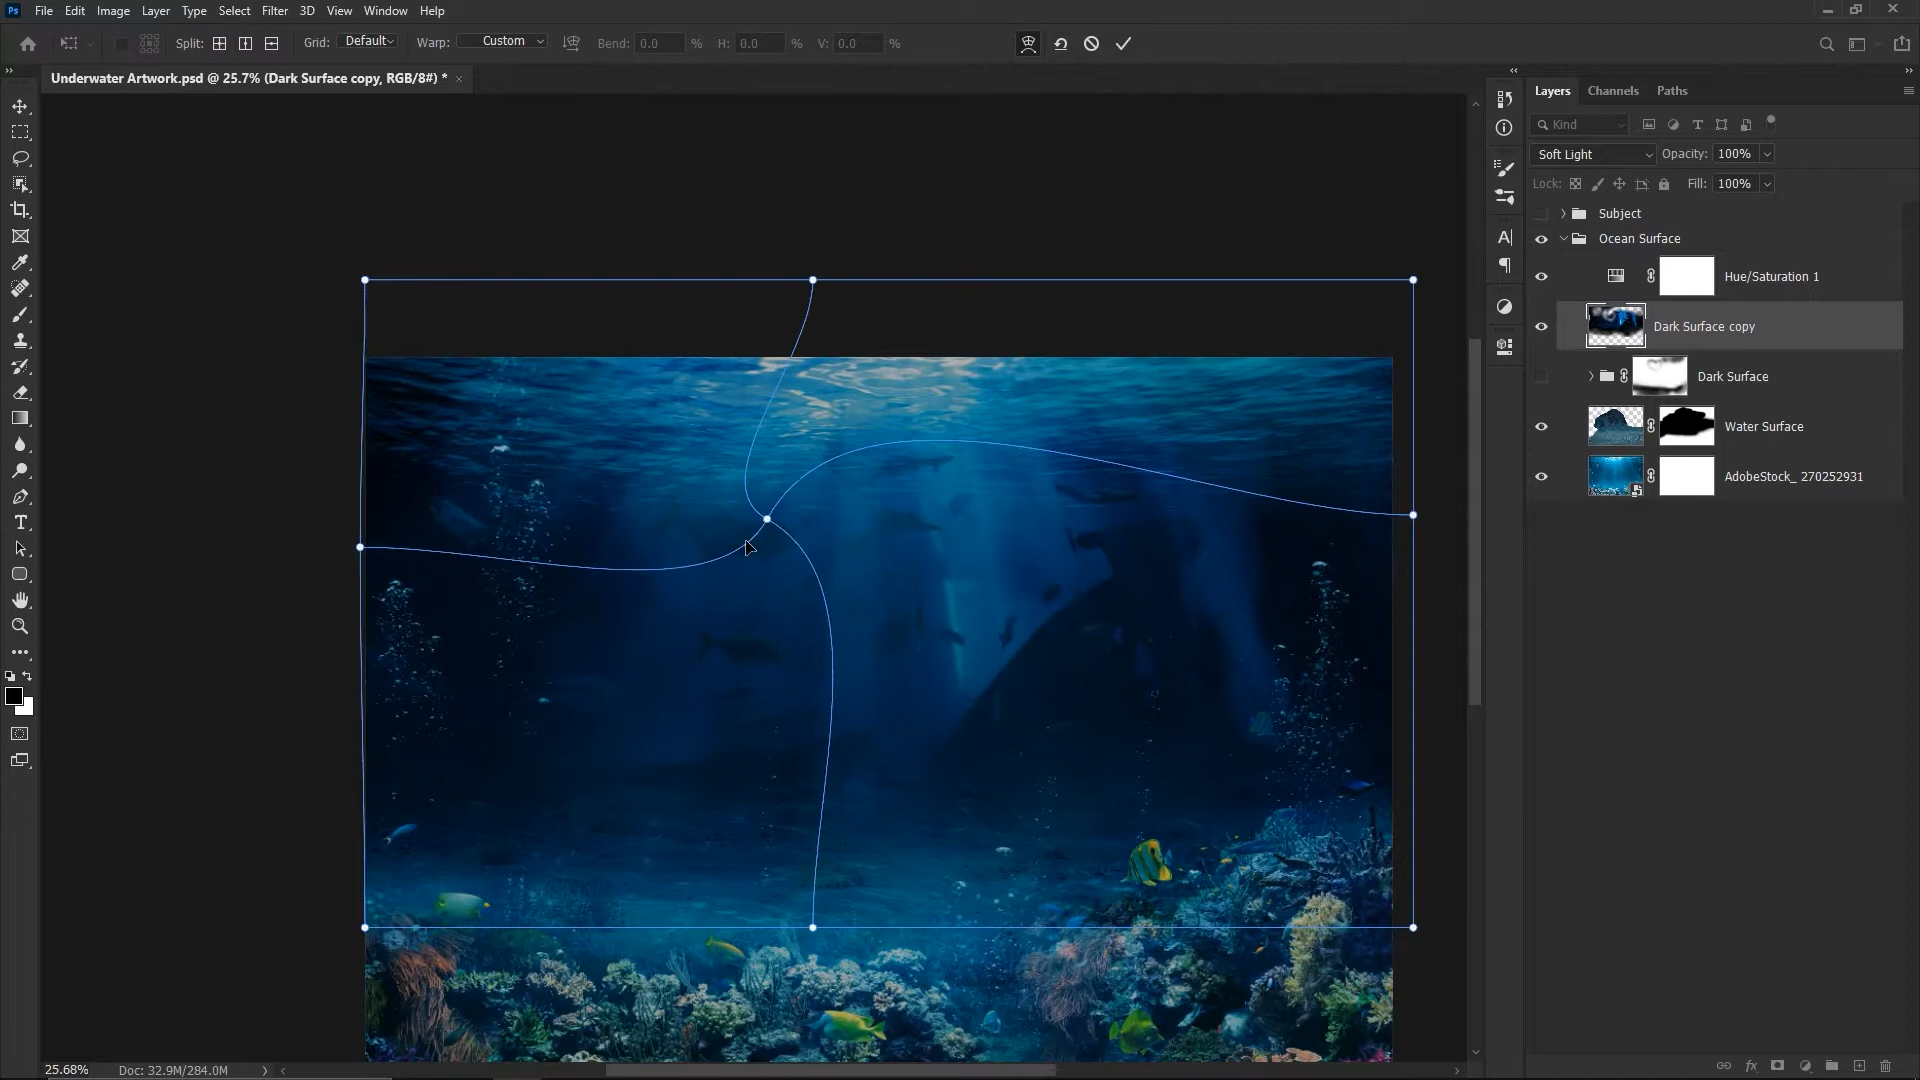 Ps File Edit Image Layer Type Select Filter 3D View Window Help
Split: Grid: Default Warp: Custom Bend: 0.0 % H: 0.0 % V: 0.0 %
Underwater Artwork.psd @ 25.7% (Dark Surface copy, RGB/8#) *
Layers Channels Paths
Kind
Soft Light Opacity: 100%
Lock: Fill: 100%
Subject
Ocean Surface
Hue/Saturation 1
Dark Surface copy
Dark Surface
Water Surface
AdobeStock_ 270252931
25.68% Doc: 32.9M/284.0M